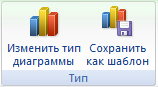 Изменить тип
диаграммы
Сохранить
как шаблон
Тип